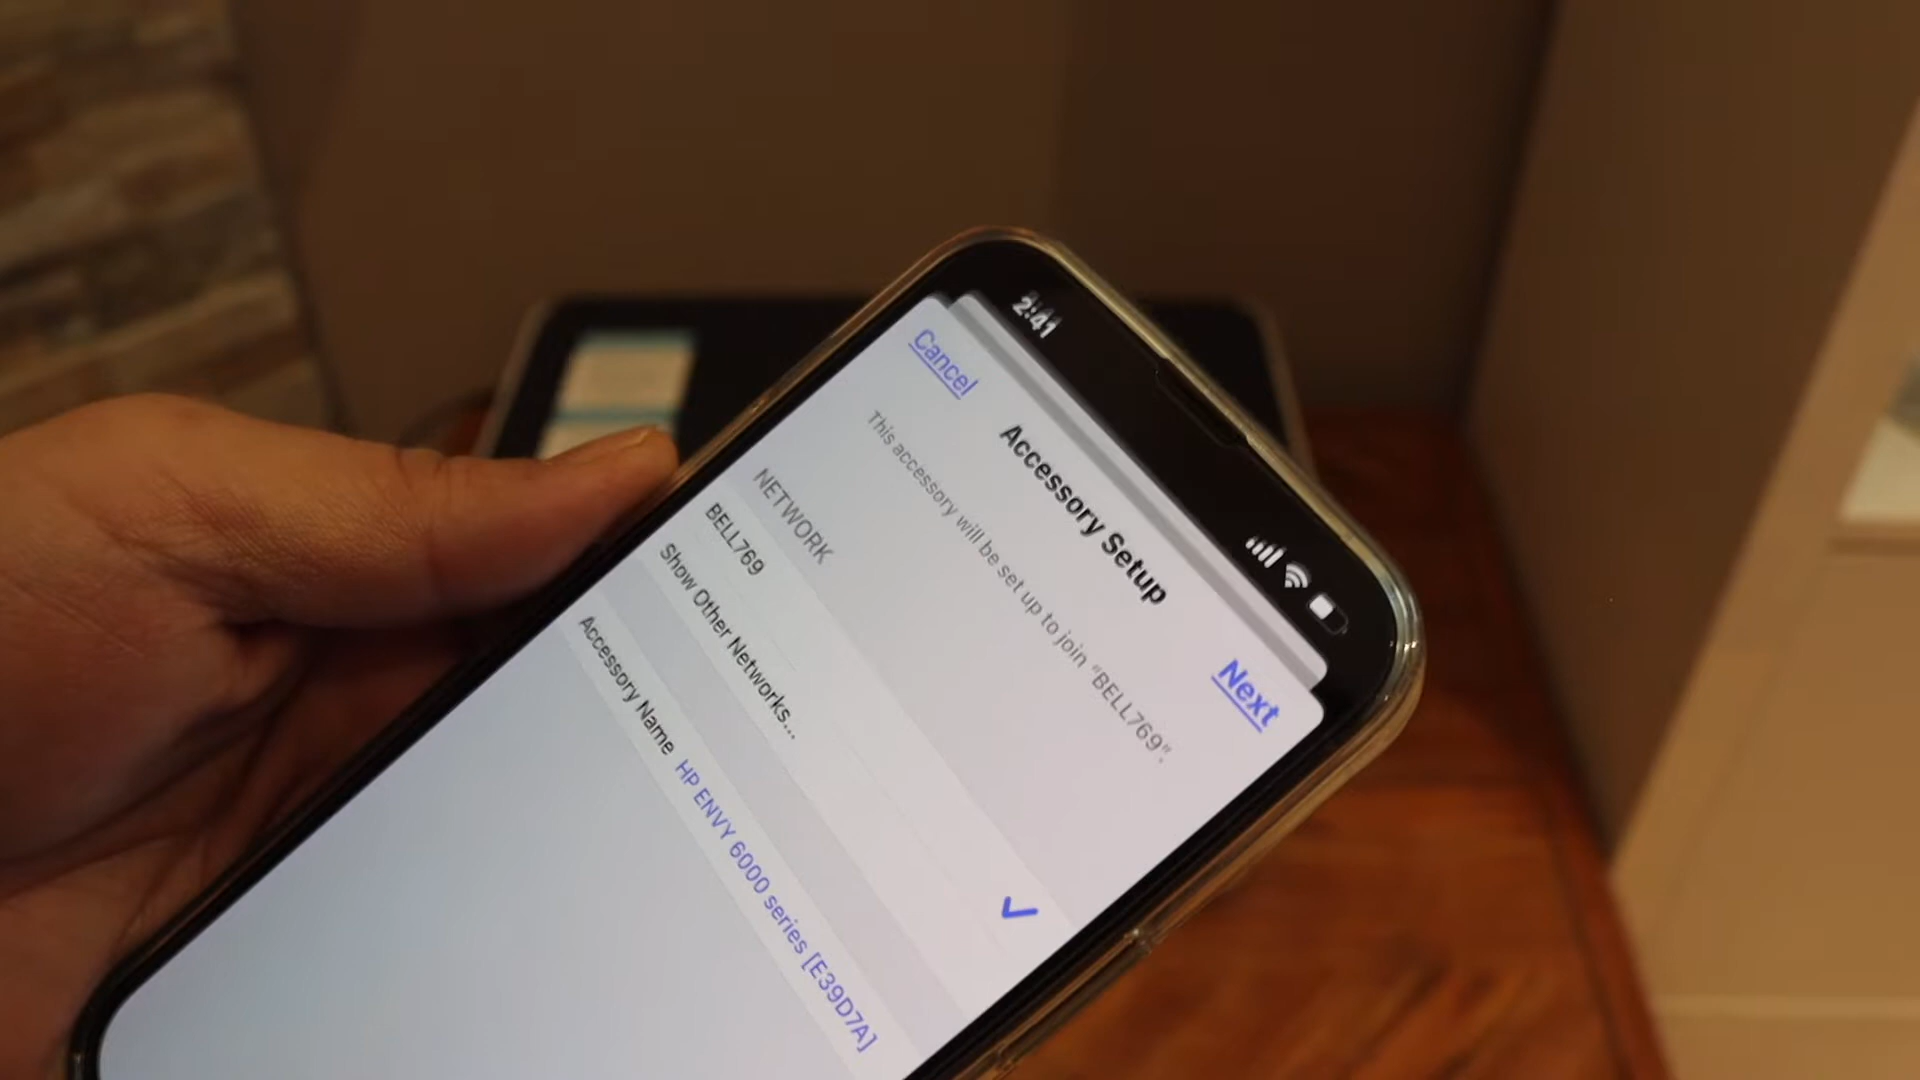 2:41
Cancel
Accessory Setup
Next
This accessory will be set up to join "BELL769".
NETWORK
BELL769
Show Other Networks...
Accessory Name HP ENVY 6000 series [E39D7A]